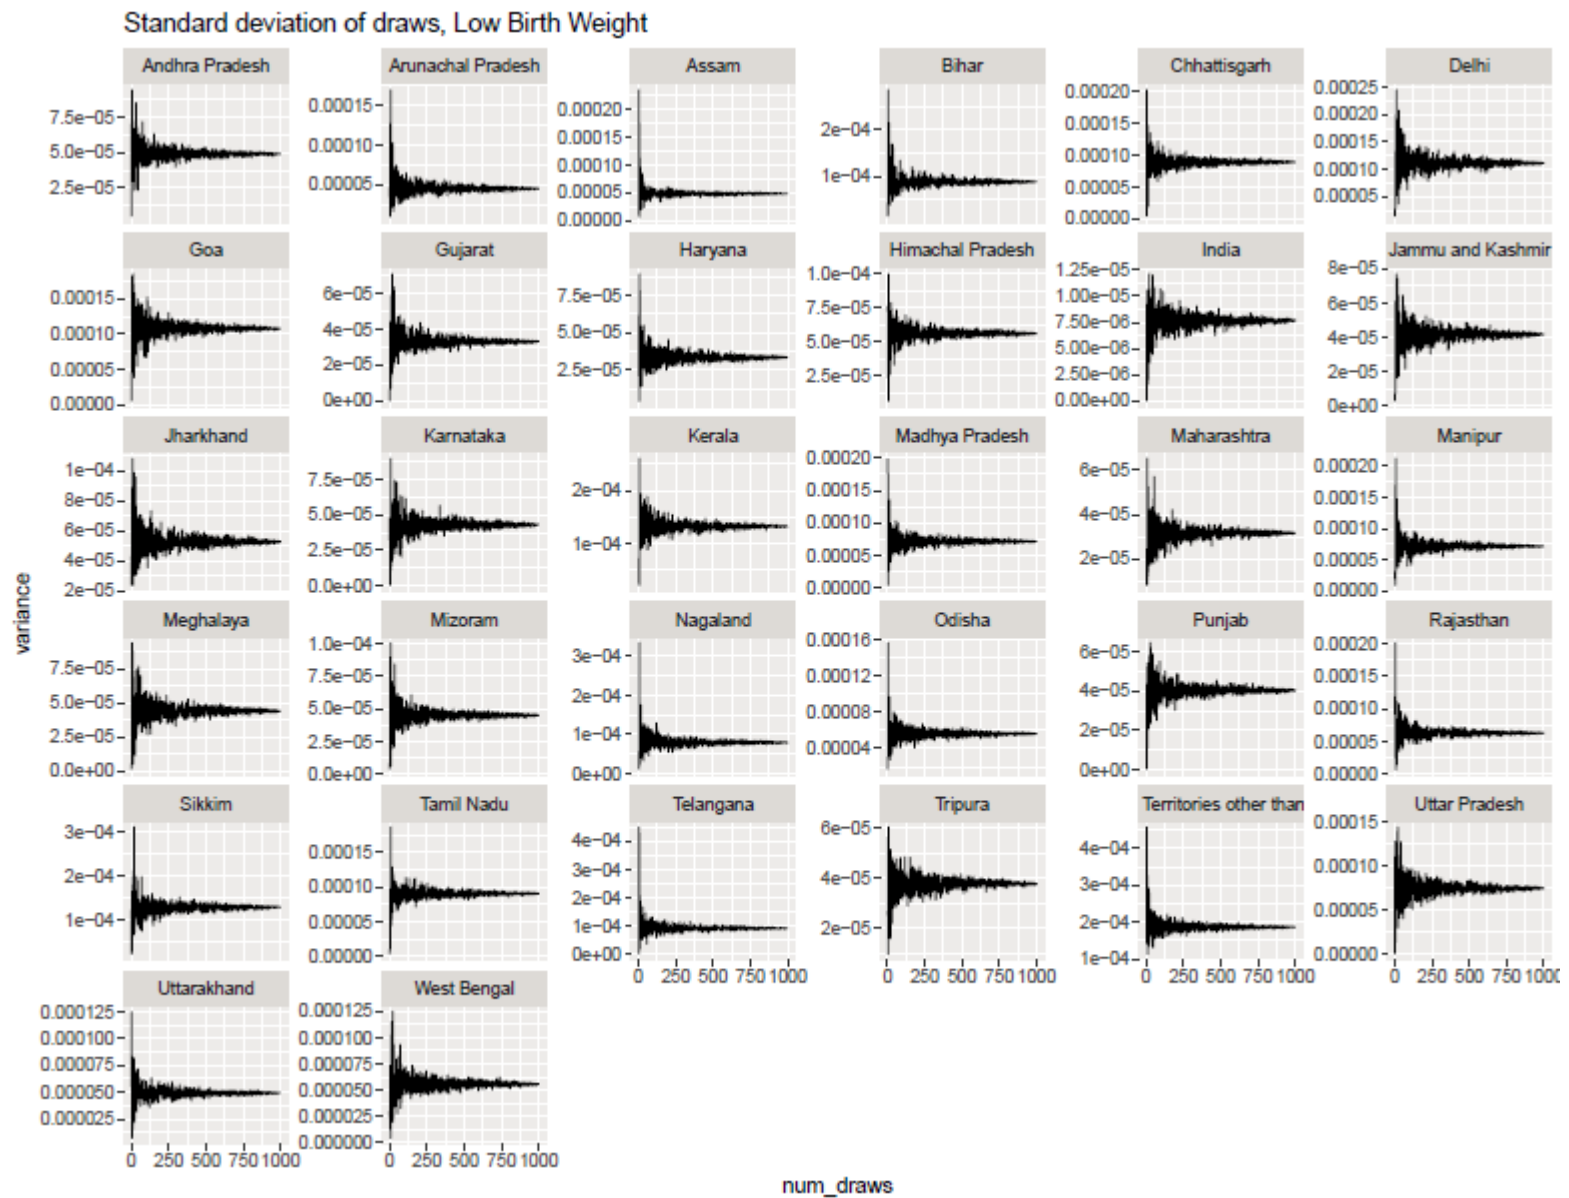 Standard deviation of draws, Low Birth Weight
Andhra Pradesh Arunachal Pradesh Assam Bihar Chhattisgarh Delhi
7.5e−05 5.0e−05 2.5e−05
0.00015 0.00010 0.00005
0.00020 0.00015 0.00010 0.00005 0.00000
2e−04 1e−04
0.00020 0.00015 0.00010 0.00005 0.00000
0.00025 0.00020 0.00015 0.00010 0.00005
Goa Gujarat Haryana Himachal Pradesh India Jammu and Kashmir
0.00015 0.00010 0.00005 0.00000
6e−05 4e−05 2e−05 0e+00
7.5e−05 5.0e−05 2.5e−05
1.0e−04 7.5e−05 5.0e−05 2.5e−05
1.25e−05 1.00e−05 7.50e−06 5.00e−06 2.50e−06 0.00e+00
8e−05 6e−05 4e−05 2e−05 0e+00
Jharkhand Karnataka Kerala Madhya Pradesh Maharashtra Manipur
1e−04 8e−05 6e−05 4e−05 2e−05
7.5e−05 5.0e−05 2.5e−05 0.0e+00
2e−04 1e−04
0.00020 0.00015 0.00010 0.00005 0.00000
6e−05 4e−05 2e−05
0.00020 0.00015 0.00010 0.00005 0.00000
variance
Meghalaya Mizoram Nagaland Odisha Punjab Rajasthan
7.5e−05 5.0e−05 2.5e−05 0.0e+00
1.0e−04 7.5e−05 5.0e−05 2.5e−05 0.0e+00
3e−04 2e−04 1e−04 0e+00
0.00016 0.00012 0.00008 0.00004
6e−05 4e−05 2e−05 0e+00
0.00020 0.00015 0.00010 0.00005 0.00000
Sikkim Tamil Nadu Telangana Tripura Territories other than Uttar Pradesh
3e−04 2e−04 1e−04
0.00015 0.00010 0.00005 0.00000
4e−04 3e−04 2e−04 1e−04 0e+00
6e−05 4e−05 2e−05
4e−04 3e−04 2e−04 1e−04
0.00015 0.00010 0.00005 0.00000
0 250 500 750 1000 0 250 500 750 1000 0 250 500 750 1000 0 250 500 750 100
Uttarakhand West Bengal
0.000125 0.000100 0.000075 0.000050 0.000025
0.000125 0.000100 0.000075 0.000050 0.000025 0.000000
0 250 500 750 1000 0 250 500 750 1000
num_draws